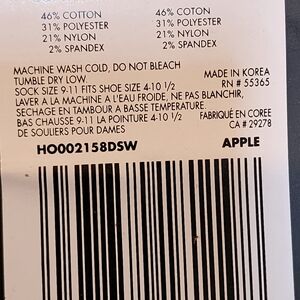 46% COTTON 46% COTON
31% POLYESTER 31% POLYESTER
21% NYLON 21% NYLON
2% SPANDEX 2% SPANDEX
MACHINE WASH COLD, DO NOT BLEACH
TUMBLE DRY LOW. MADE IN KOREA
SOCK SIZE 9-11 FITS SHOE SIZE 4-10 1/2 RN # 55365
LAVER A LA MACHINE A L'EAU FROIDE, NE PAS BLANCHIR,
SECHAGE EN TAMBOUR A BASSE TEMPERATURE.
BAS CHAUSSE 9-11 LA POINTURE 4-10 1/2 FABRIQUÉ EN COREE
DE SOULIERS POUR DAMES CA # 29278
HO002158DSW APPLE